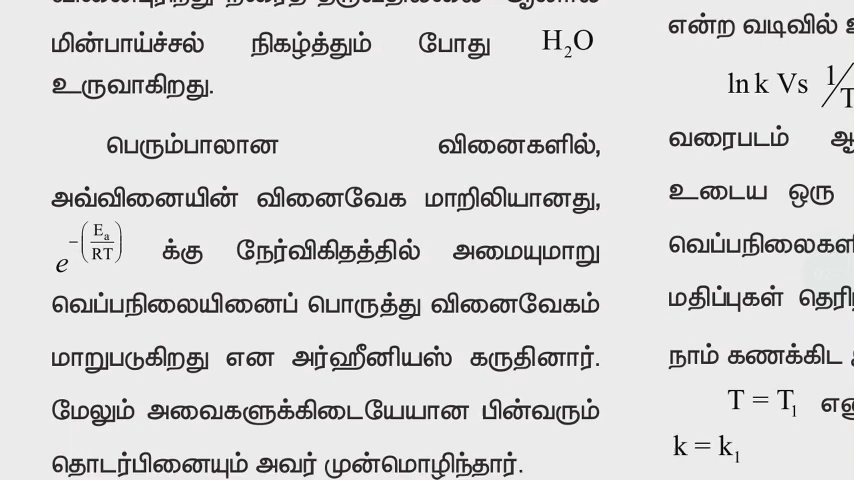 மின்பாய்ச்சல் நிகழ்த்தும் போது H₂O
உருவாகிறது.
பெரும்பாலான வினைகளில்,
அவ்வினையின் வினைவேக மாறிலியானது,
e^{-(E_a/RT)} க்கு நேர்விகிதத்தில் அமையுமாறு
வெப்பநிலையினைப் பொருத்து வினைவேகம்
மாறுபடுகிறது என அர்ஹீனியஸ் கருதினார்.
மேலும் அவைகளுக்கிடையேயான பின்வரும்
தொடர்பினையும் அவர் முன்மொழிந்தார்.
என்ற வடிவில்
ln k Vs 1/T
வரைபடம்
உடைய ஒரு
வெப்பநிலைகளி
மதிப்புகள்
நாம் கணக்கிட
T = T₁
k = k₁